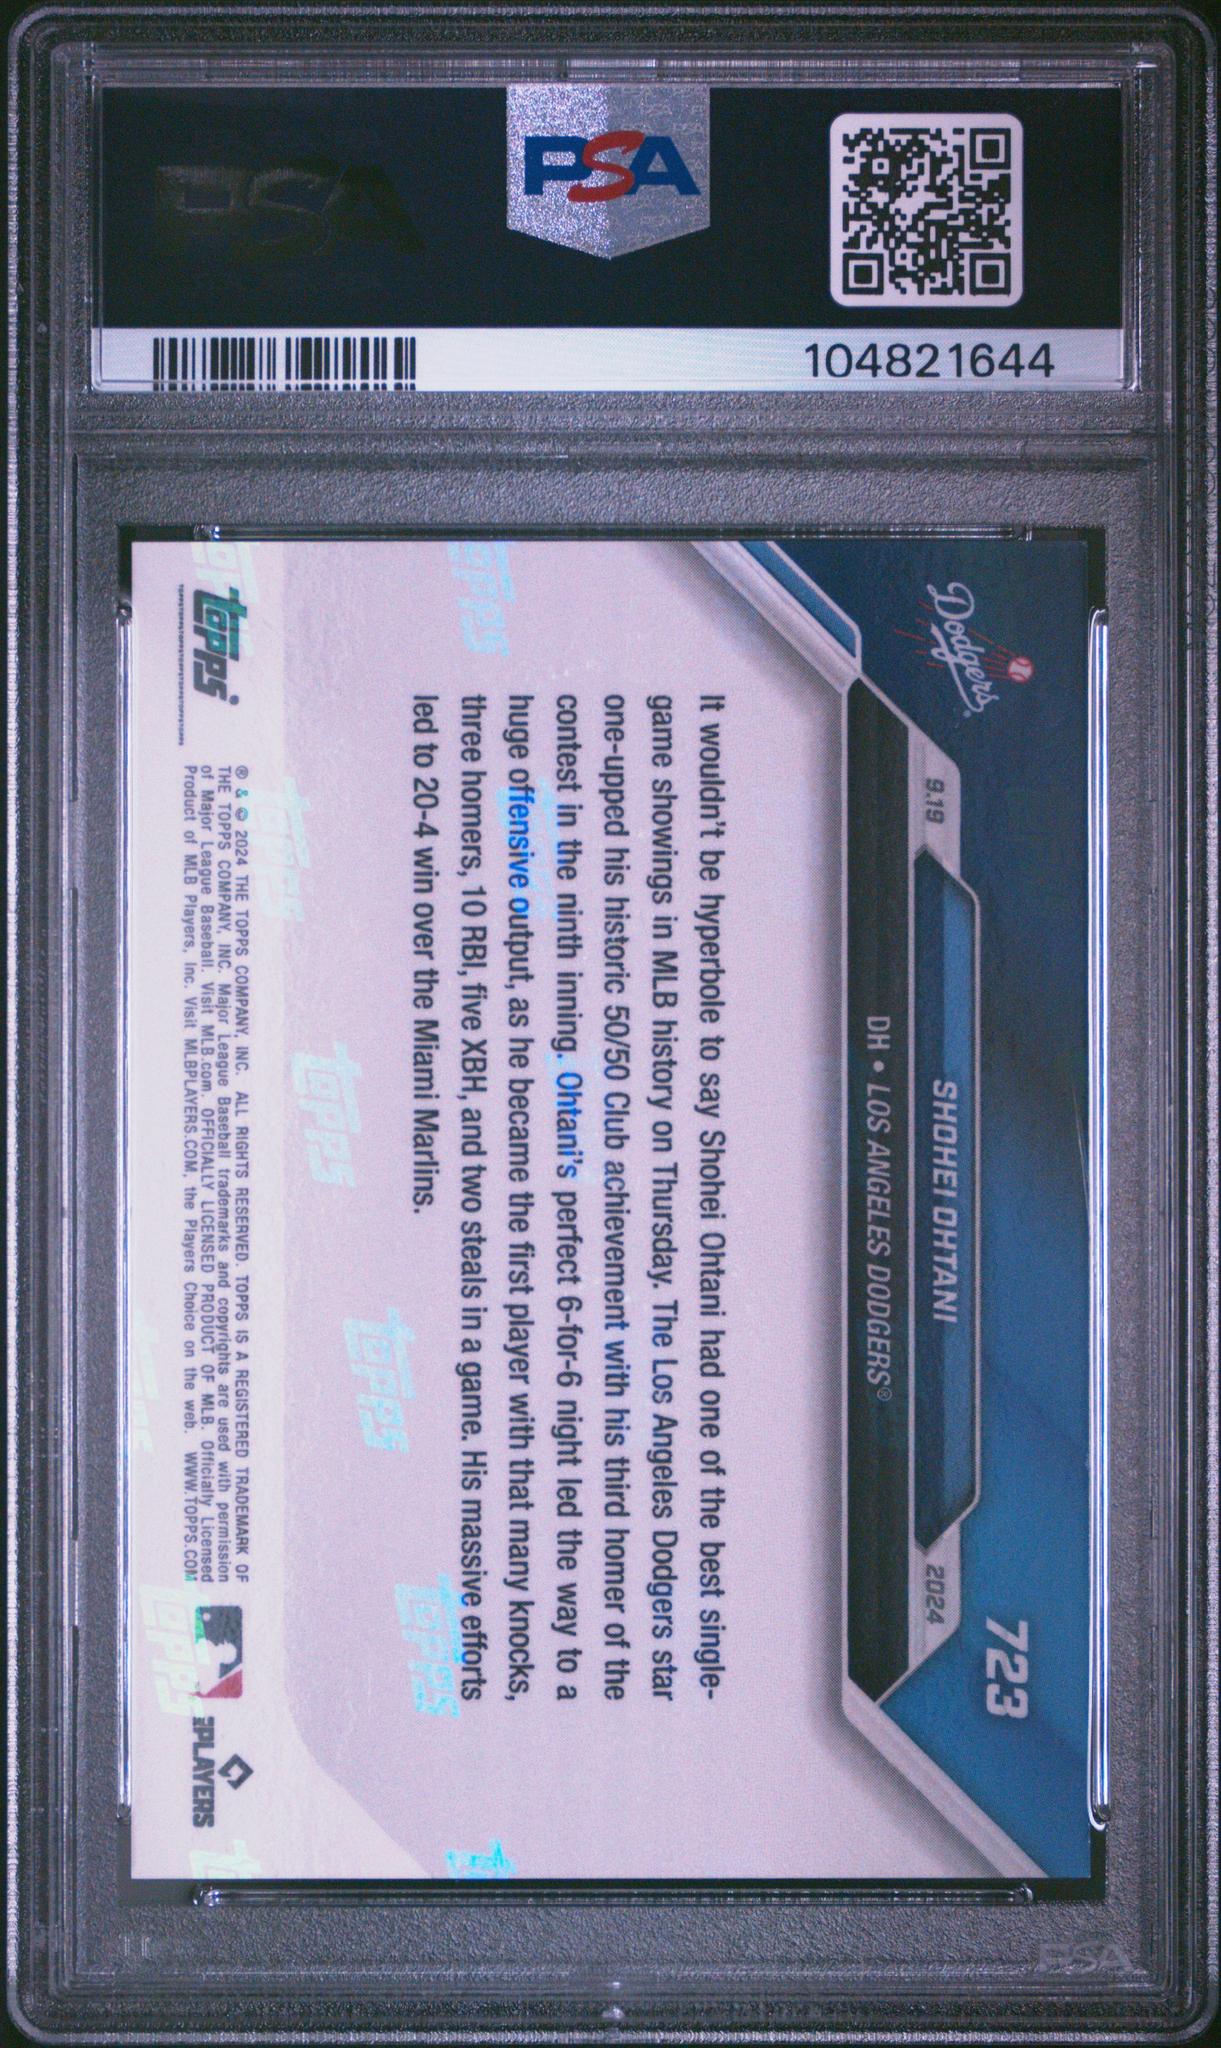 PSA
PSA
104821644
Dodgers
723
9.19
SHOHEI OHTANI
2024
DH • LOS ANGELES DODGERS®
It wouldn't be hyperbole to say Shohei Ohtani had one of the best single-
game showings in MLB history on Thursday. The Los Angeles Dodgers star
one-upped his historic 50/50 Club achievement with his third homer of the
contest in the ninth inning. Ohtani's perfect 6-for-6 night led the way to a
huge offensive output, as he became the first player with that many knocks,
three homers, 10 RBI, five XBH, and two steals in a game. His massive efforts
led to 20-4 win over the Miami Marlins.
topps
topps
topps
topps
topps
topps
topps®
® & © 2024 THE TOPPS COMPANY, INC. ALL RIGHTS RESERVED. TOPPS IS A REGISTERED TRADEMARK OF
THE TOPPS COMPANY, INC. Major League Baseball trademarks and copyrights are used with permission
of Major League Baseball. Visit MLB.com. OFFICIALLY LICENSED PRODUCT OF MLB. Officially Licensed
Product of MLB Players, Inc. Visit MLBPLAYERS.COM, the Players Choice on the web. WWW.TOPPS.COM
PLAYERS
PSA